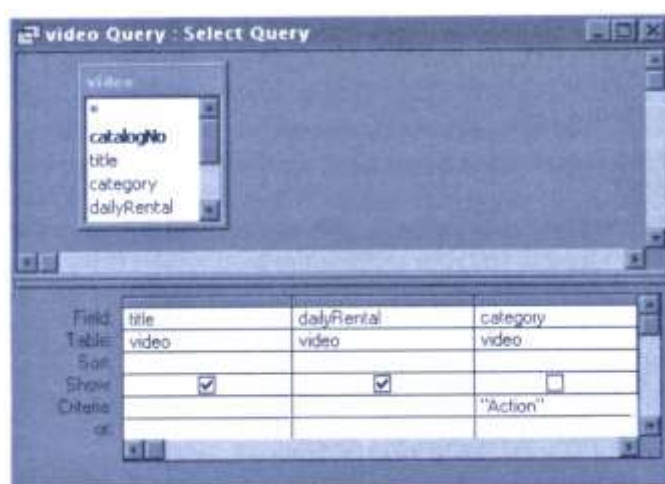 video Query : Select Query
video
*
catalogNo
title
category
dailyRental
Field: title dailyRental category
Table: video video video
Sort:
Show:
Criteria: "Action"
or: